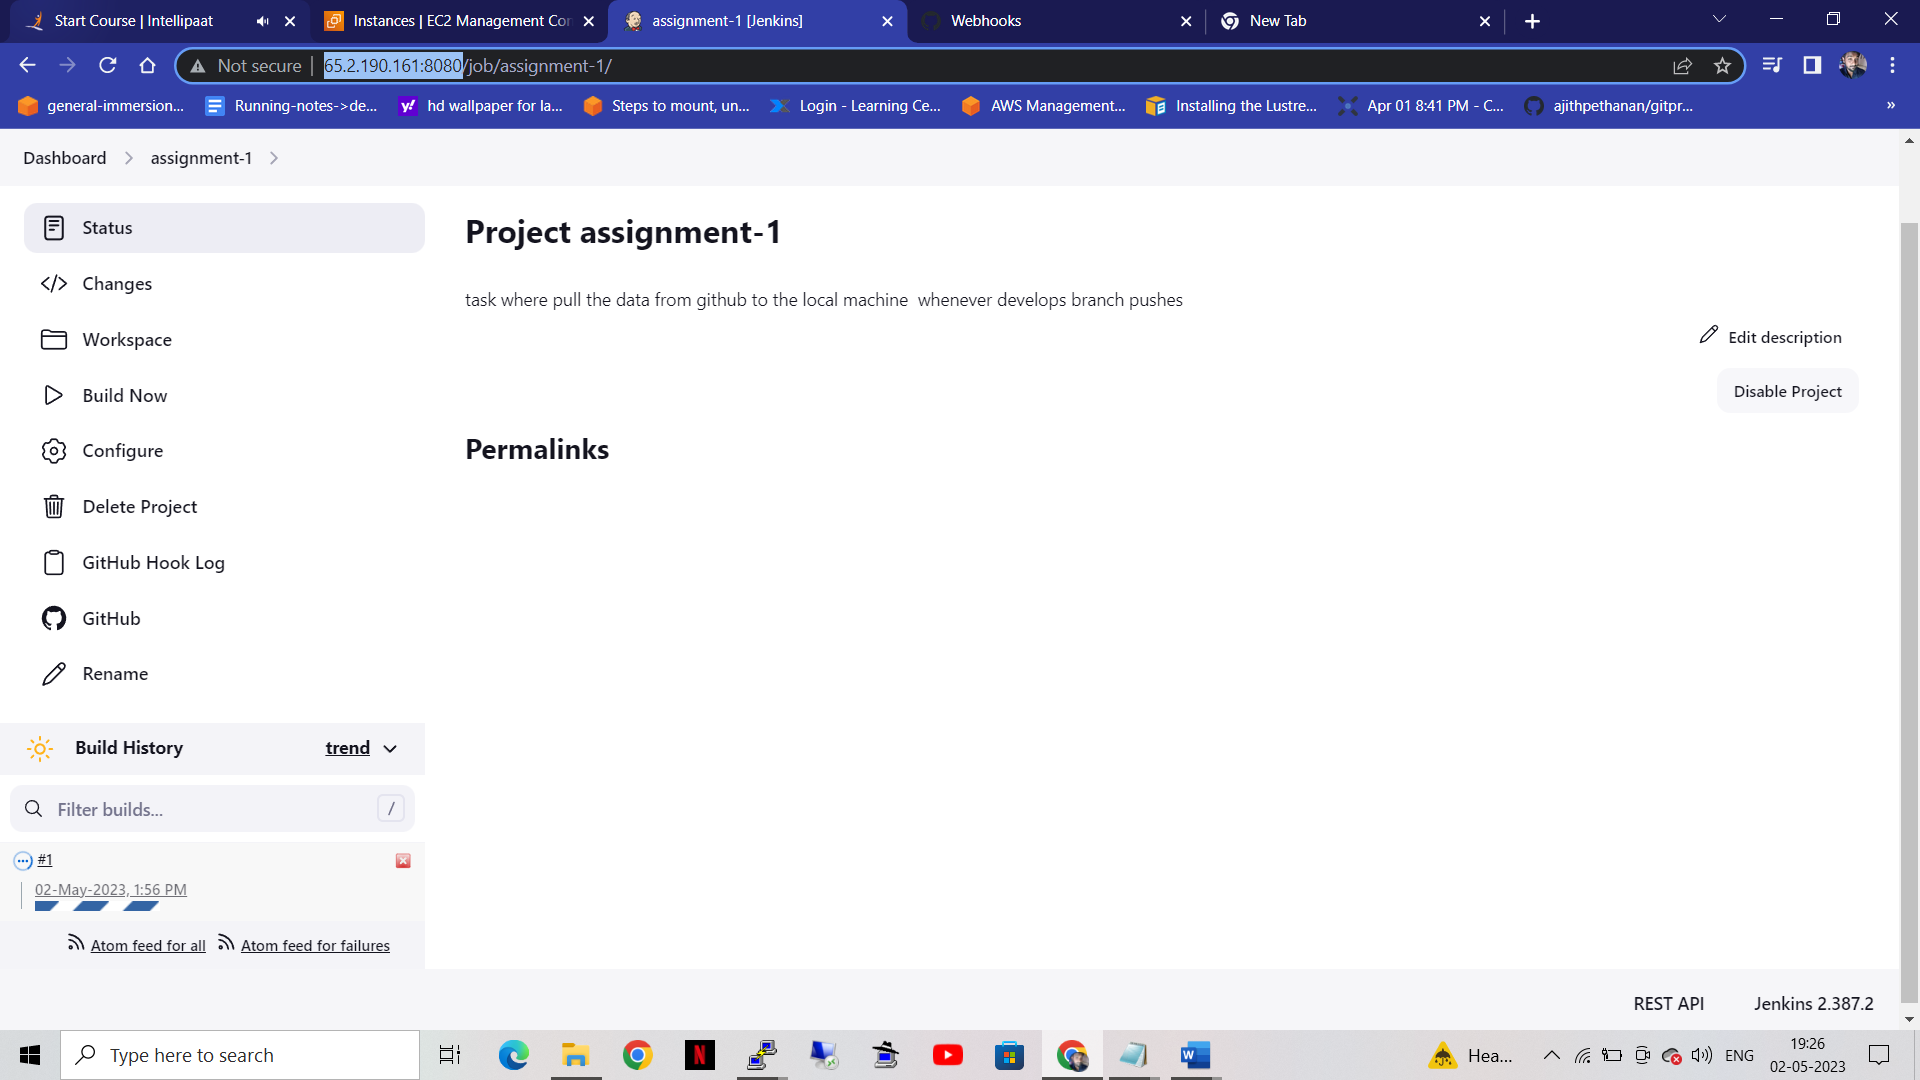 Start Course | Intellipaat
Instances | EC2 Management Con
assignment-1 [Jenkins]
Webhooks
New Tab
Not secure | 65.2.190.161:8080/job/assignment-1/
general-immersion...
Running-notes->de...
hd wallpaper for la...
Steps to mount, un...
Login - Learning Ce...
AWS Management...
Installing the Lustre...
Apr 01 8:41 PM - C...
ajithpethanan/gitpr...
»
Dashboard
assignment-1
Status
Changes
Workspace
Build Now
Configure
Delete Project
GitHub Hook Log
GitHub
Rename
Project assignment-1
task where pull the data from github to the local machine  whenever develops branch pushes
Edit description
Disable Project
Permalinks
Build History
trend
Filter builds...
/
#1
02-May-2023, 1:56 PM
Atom feed for all
Atom feed for failures
REST API
Jenkins 2.387.2
Type here to search
Hea...
ENG
19:26
02-05-2023